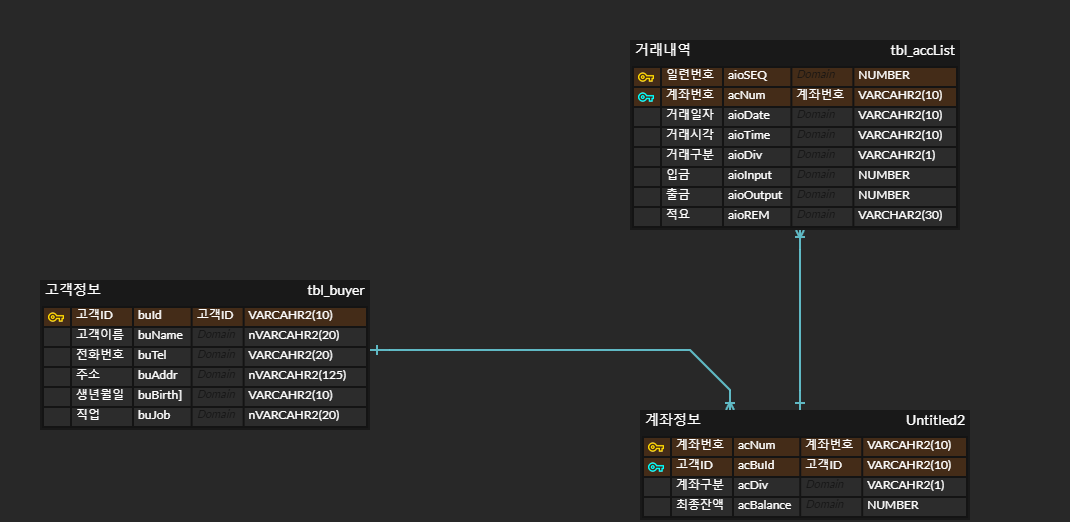 거래내역 tbl_accList
일련번호 aioSEQ Domain NUMBER
계좌번호 acNum 계좌번호 VARCAHR2(10)
거래일자 aioDate Domain VARCAHR2(10)
거래시각 aioTime Domain VARCAHR2(10)
거래구분 aioDiv Domain VARCAHR2(1)
입금 aioInput Domain NUMBER
출금 aioOutput Domain NUMBER
적요 aioREM Domain VARCHAR2(30)
고객정보 tbl_buyer
고객ID buId 고객ID VARCAHR2(10)
고객이름 buName Domain nVARCAHR2(20)
전화번호 buTel Domain VARCAHR2(20)
주소 buAddr Domain nVARCAHR2(125)
생년월일 buBirth] Domain VARCAHR2(10)
직업 buJob Domain nVARCAHR2(20)
계좌정보 Untitled2
계좌번호 acNum 계좌번호 VARCAHR2(10)
고객ID acBuId 고객ID VARCAHR2(10)
계좌구분 acDiv Domain VARCAHR2(1)
최종잔액 acBalance Domain NUMBER